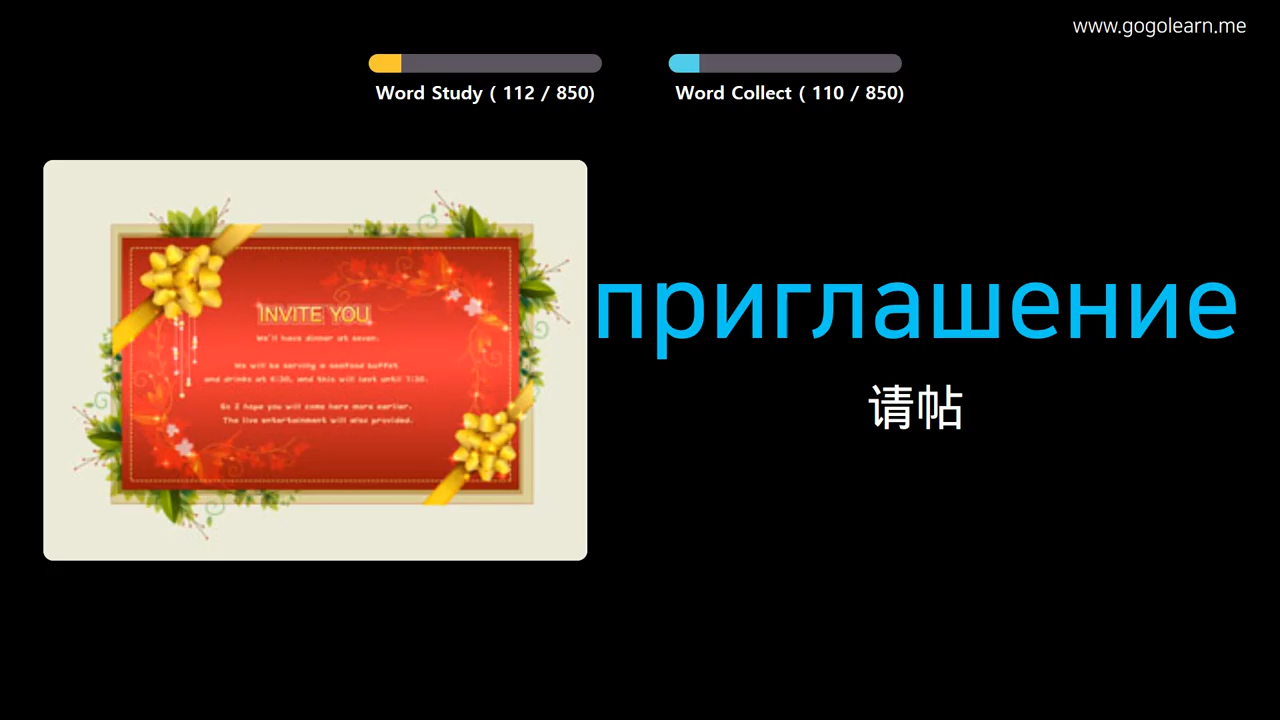 www.gogolearn.me
Word Study ( 112 / 850)
Word Collect ( 110 / 850)
INVITE YOU
We'll have dinner at seven.
We will be serving a seafood buffet
and drinks at 6:30, and this will last until 7:30.
So I hope you will come here more earlier.
The live entertainment will also provided.
приглашение
请帖